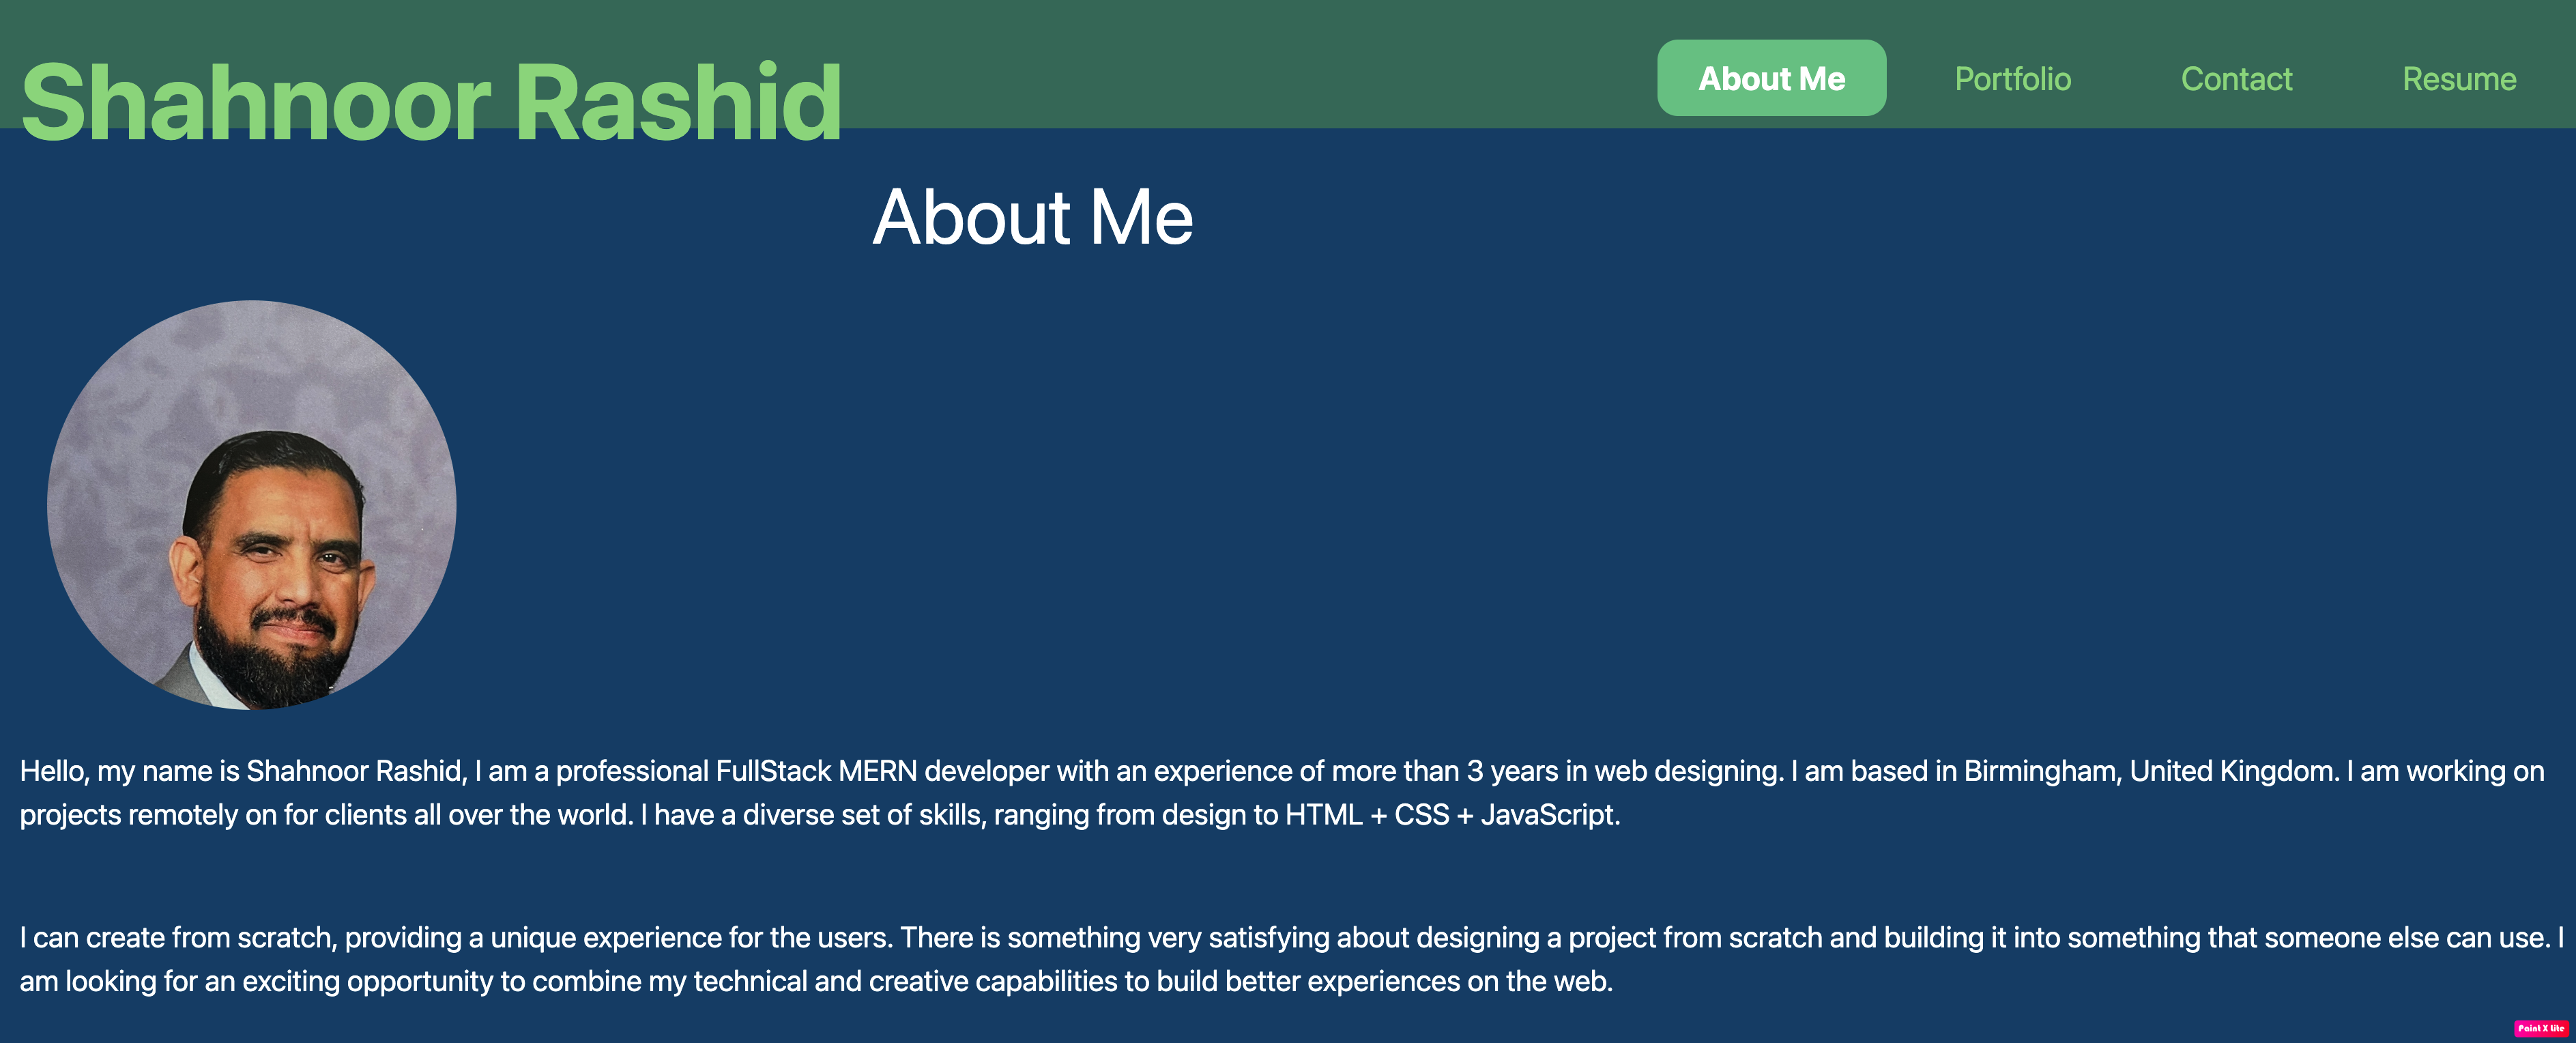 Shahnoor Rashid
About Me
Portfolio
Contact
Resume
About Me
Hello, my name is Shahnoor Rashid, I am a professional FullStack MERN developer with an experience of more than 3 years in web designing. I am based in Birmingham, United Kingdom. I am working on
projects remotely on for clients all over the world. I have a diverse set of skills, ranging from design to HTML + CSS + JavaScript.
I can create from scratch, providing a unique experience for the users. There is something very satisfying about designing a project from scratch and building it into something that someone else can use. I
am looking for an exciting opportunity to combine my technical and creative capabilities to build better experiences on the web.
Paint X Lite